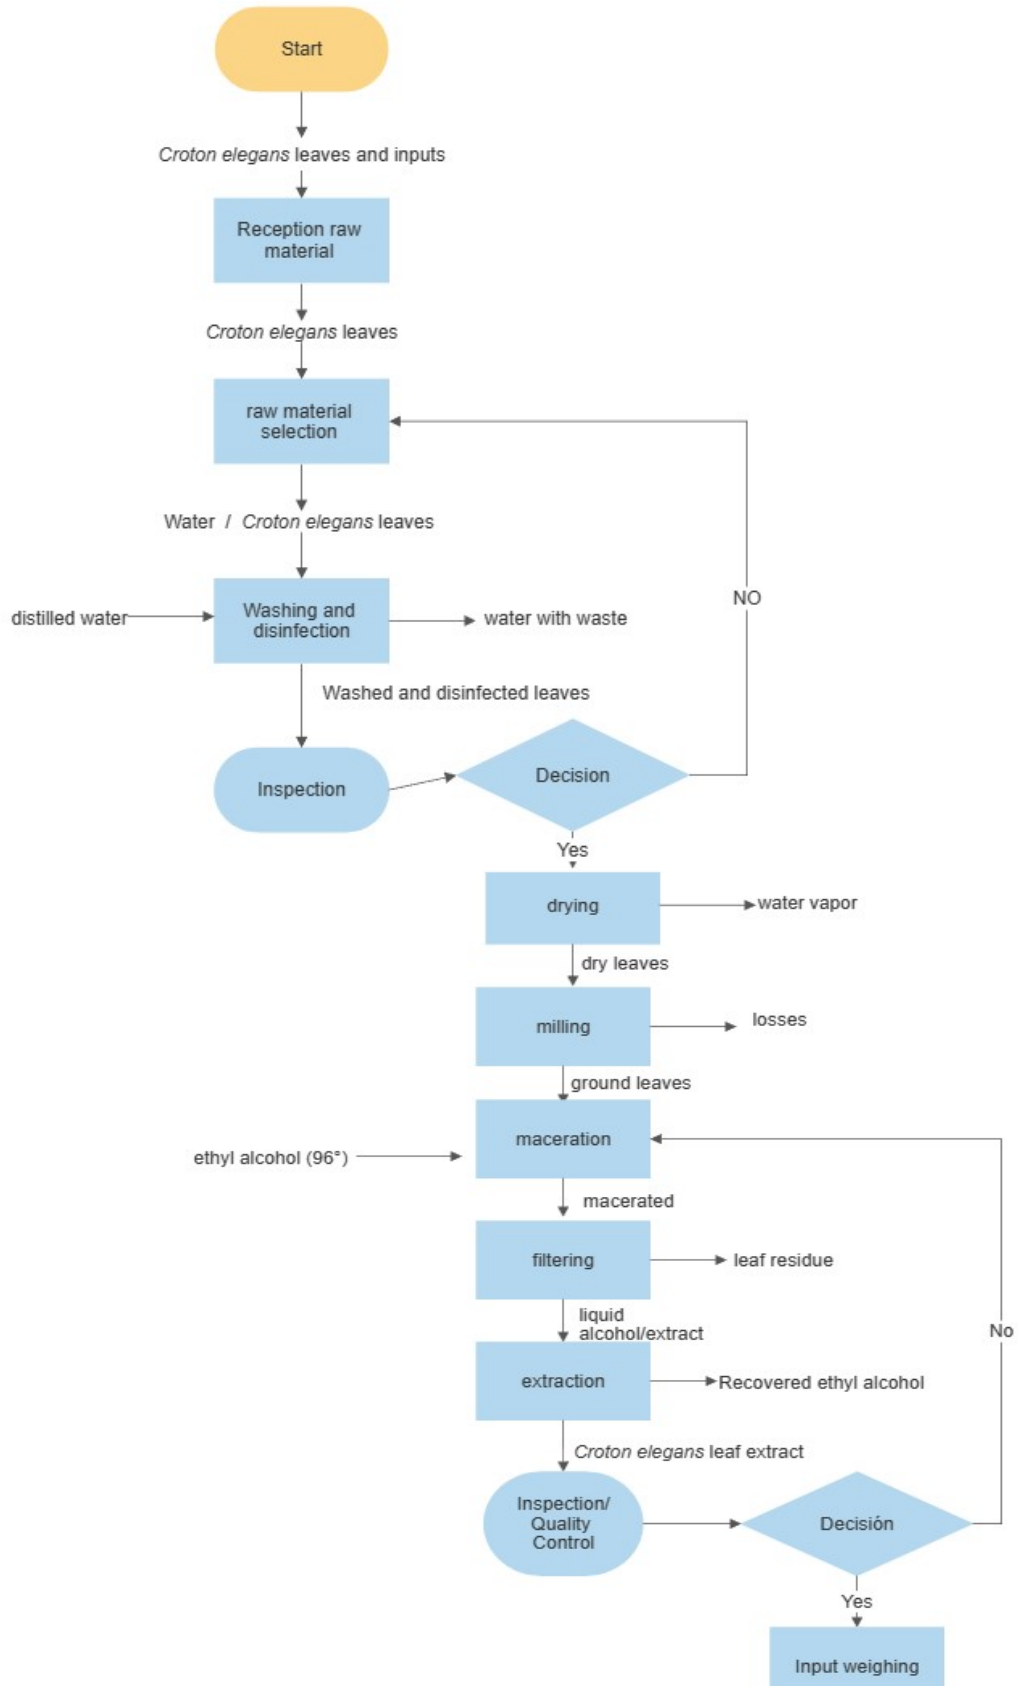 Start
Croton elegans leaves and inputs
Reception raw
material
Croton elegans leaves
raw material
selection
Water / Croton elegans leaves
distilled water
Washing and
disinfection
water with waste
NO
Washed and disinfected leaves
Inspection
Decision
Yes
drying
water vapor
dry leaves
milling
losses
ground leaves
maceration
ethyl alcohol (96°)
macerated
filtering
leaf residue
liquid
alcohol/extract
No
extraction
Recovered ethyl alcohol
Croton elegans leaf extract
Inspection/
Quality
Control
Decisión
Yes
Input weighing